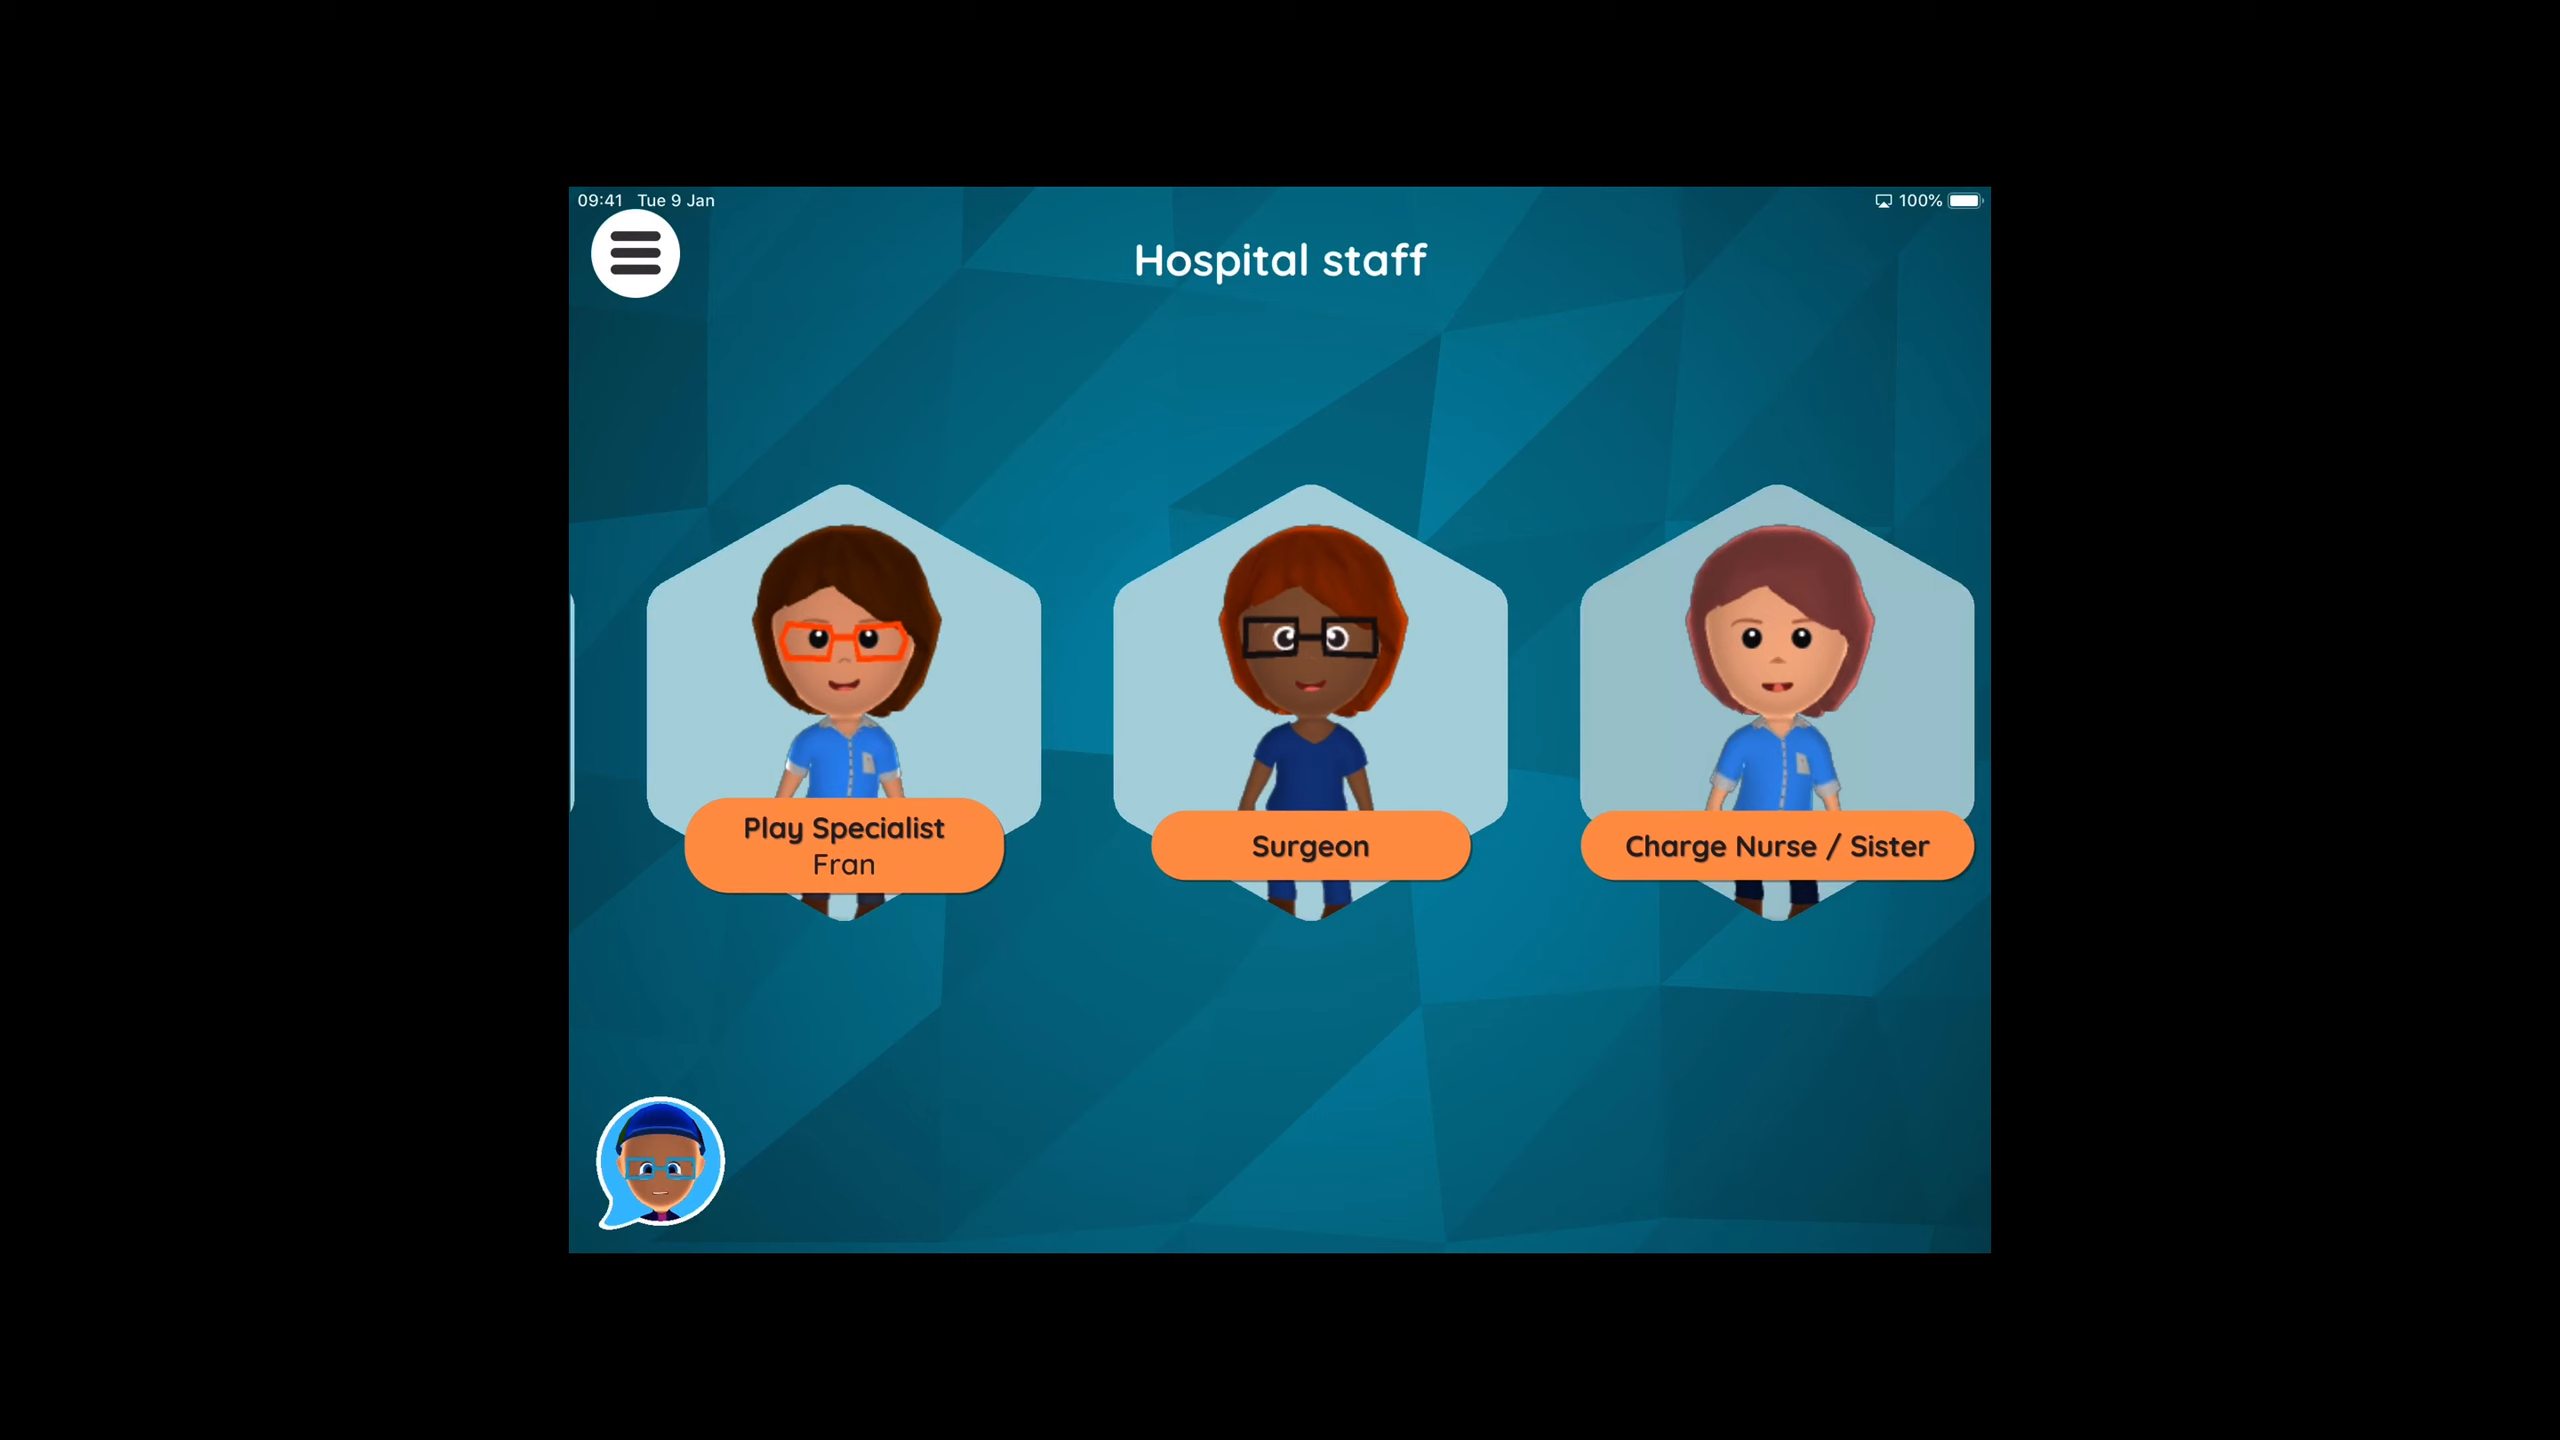 09:41 Tue 9 Jan
100%
Hospital staff
Play Specialist
Fran
Surgeon
Charge Nurse / Sister